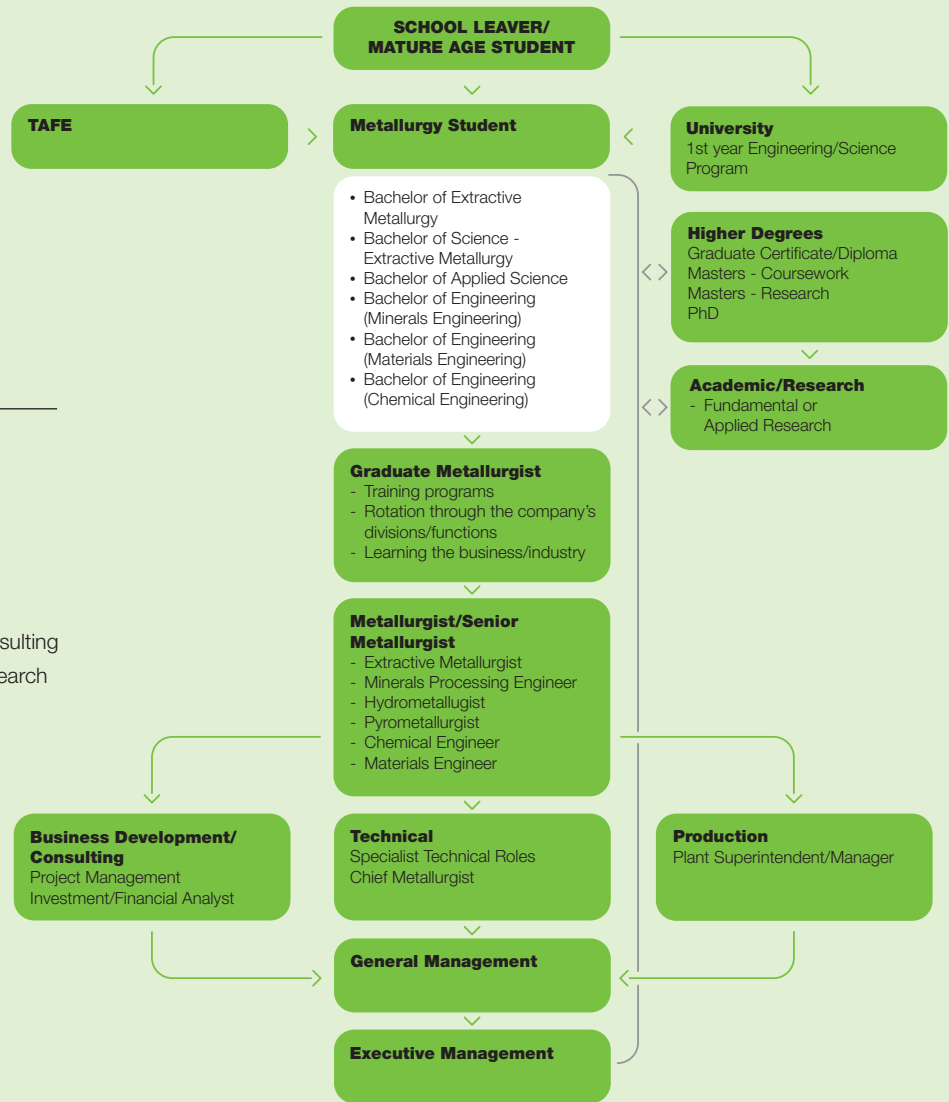 SCHOOL LEAVER/
MATURE AGE STUDENT
TAFE
Metallurgy Student
University
1st year Engineering/Science
Program
• Bachelor of Extractive
Metallurgy
• Bachelor of Science -
Extractive Metallurgy
• Bachelor of Applied Science
• Bachelor of Engineering
(Minerals Engineering)
• Bachelor of Engineering
(Materials Engineering)
• Bachelor of Engineering
(Chemical Engineering)
Higher Degrees
Graduate Certificate/Diploma
Masters - Coursework
Masters - Research
PhD
Academic/Research
- Fundamental or
Applied Research
Graduate Metallurgist
- Training programs
- Rotation through the company's
divisions/functions
- Learning the business/industry
sulting
earch
Metallurgist/Senior
Metallurgist
- Extractive Metallurgist
- Minerals Processing Engineer
- Hydrometallugist
- Pyrometallurgist
- Chemical Engineer
- Materials Engineer
Business Development/
Consulting
Project Management
Investment/Financial Analyst
Technical
Specialist Technical Roles
Chief Metallurgist
Production
Plant Superintendent/Manager
General Management
Executive Management